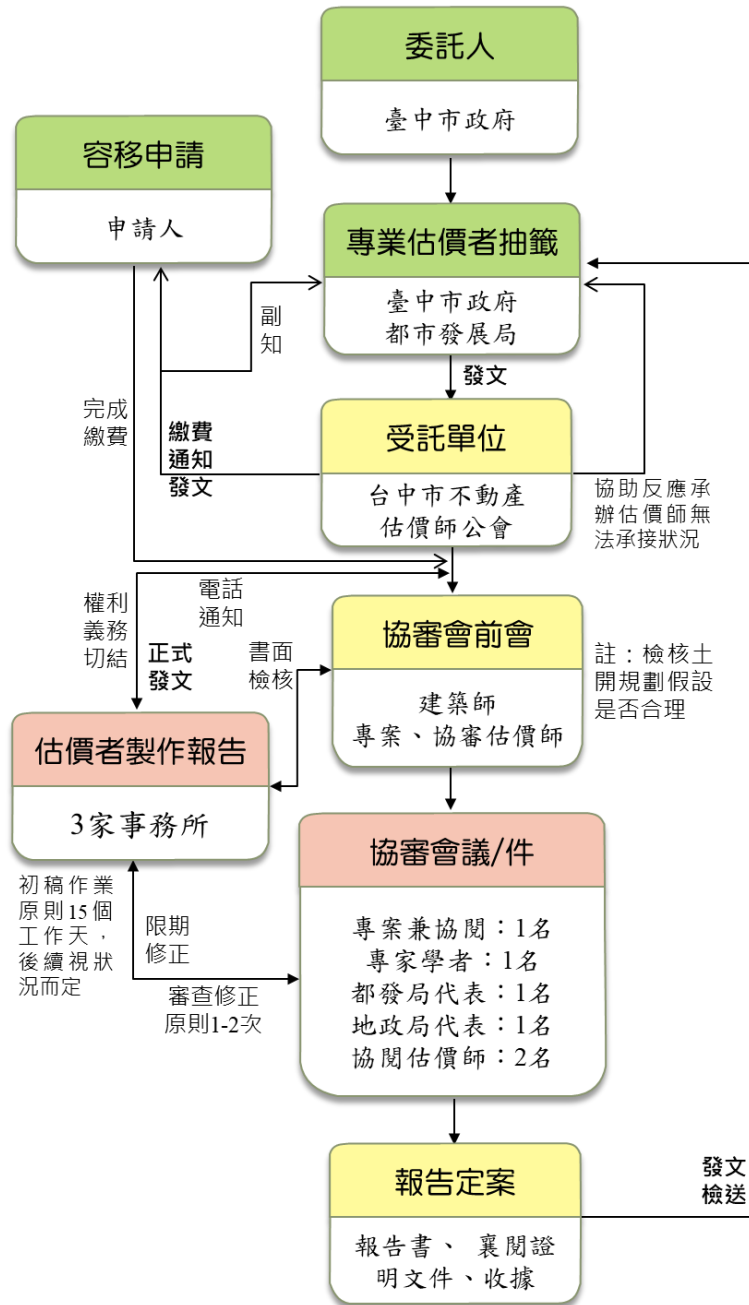 委託人
臺中市政府
容移申請
申請人
專業估價者抽籤
臺中市政府
都市發展局
副
知
發文
完成
繳費
繳費
通知
發文
受託單位
台中市不動產
估價師公會
協助反應承
辦估價師無
法承接狀況
權利
義務
切結
電話
通知
正式
發文
書面
檢核
協審會前會
建築師
專案、協審估價師
註：檢核土
開規劃假設
是否合理
估價者製作報告
3家事務所
協審會議/件
專案兼協閱：1名
專家學者：1名
都發局代表：1名
地政局代表：1名
協閱估價師：2名
初稿作業
原則15個
工作天，
後續視狀
況而定
限期
修正
審查修正
原則1-2次
報告定案
報告書、 襄閱證
明文件、收據
發文
檢送